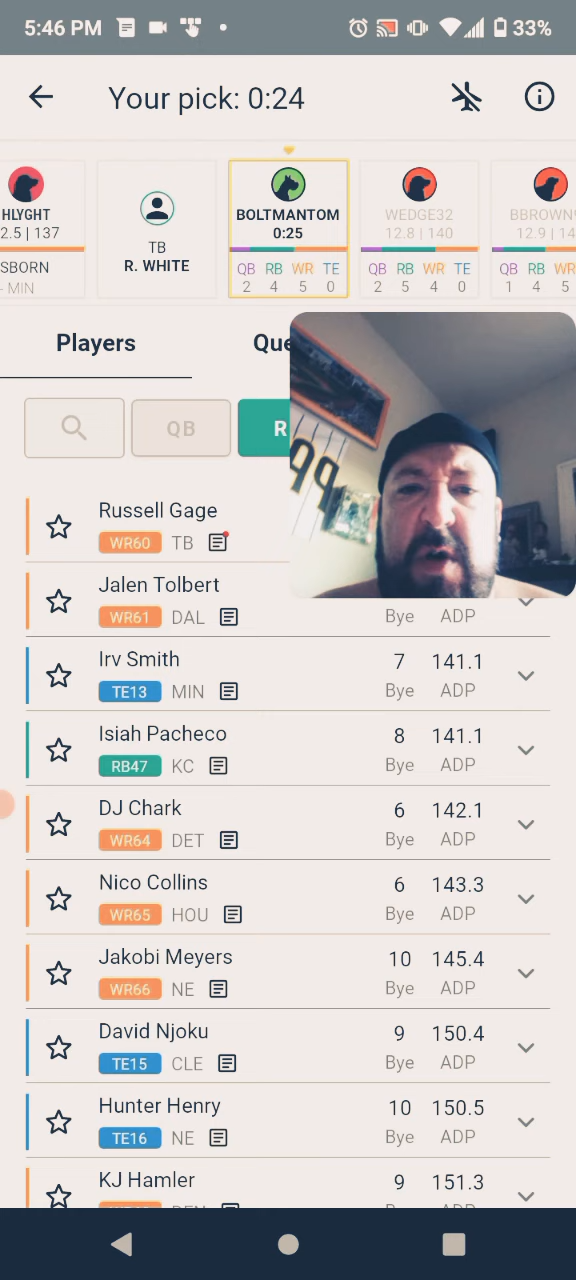 5:46 PM 33%
Your pick: 0:24
HLYGHT
2.5 | 137
SBORN
- MIN
TB
R. WHITE
BOLTMANTOM
0:25
QB RB WR TE
2 4 5 0
WEDGE32
12.8 | 140
QB RB WR TE
2 5 4 0
BBROWN
12.9 | 14
QB RB WR
1 4 5
Players Que
QB R
Russell Gage
WR60 TB
Jalen Tolbert
WR61 DAL Bye ADP
Irv Smith 7 141.1
TE13 MIN Bye ADP
Isiah Pacheco 8 141.1
RB47 KC Bye ADP
DJ Chark 6 142.1
WR64 DET Bye ADP
Nico Collins 6 143.3
WR65 HOU Bye ADP
Jakobi Meyers 10 145.4
WR66 NE Bye ADP
David Njoku 9 150.4
TE15 CLE Bye ADP
Hunter Henry 10 150.5
TE16 NE Bye ADP
KJ Hamler 9 151.3